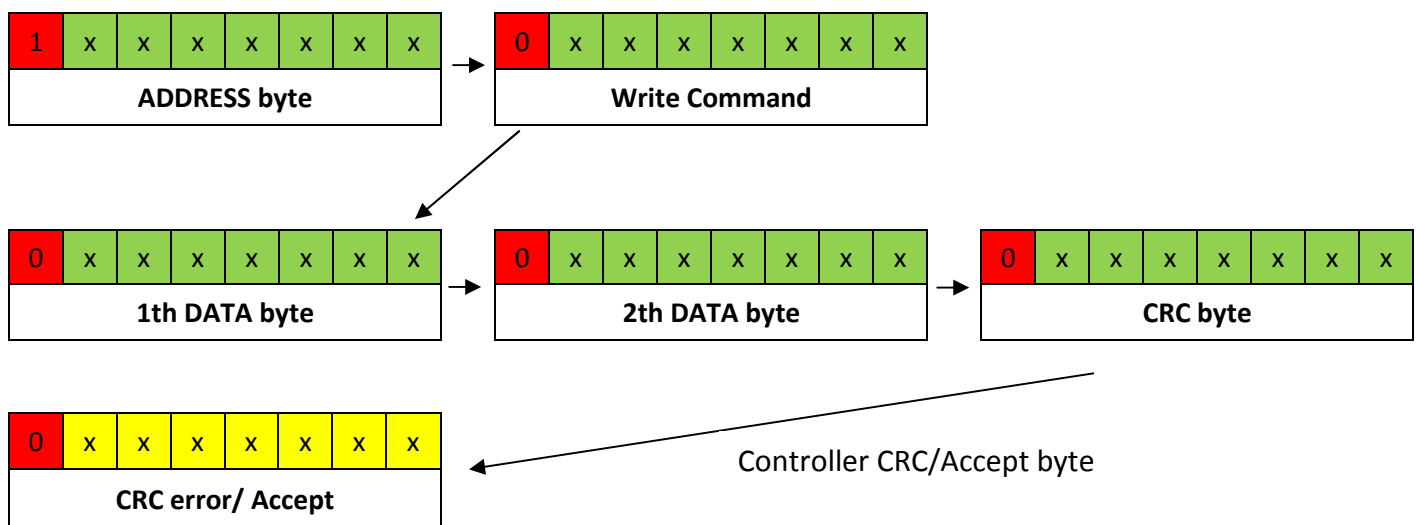 1 x x x x x x x 0 x x x x x x x
ADDRESS byte Write Command
0 x x x x x x x 0 x x x x x x x 0 x x x x x x x
1th DATA byte 2th DATA byte CRC byte
0 x x x x x x x
Controller CRC/Accept byte
CRC error/ Accept